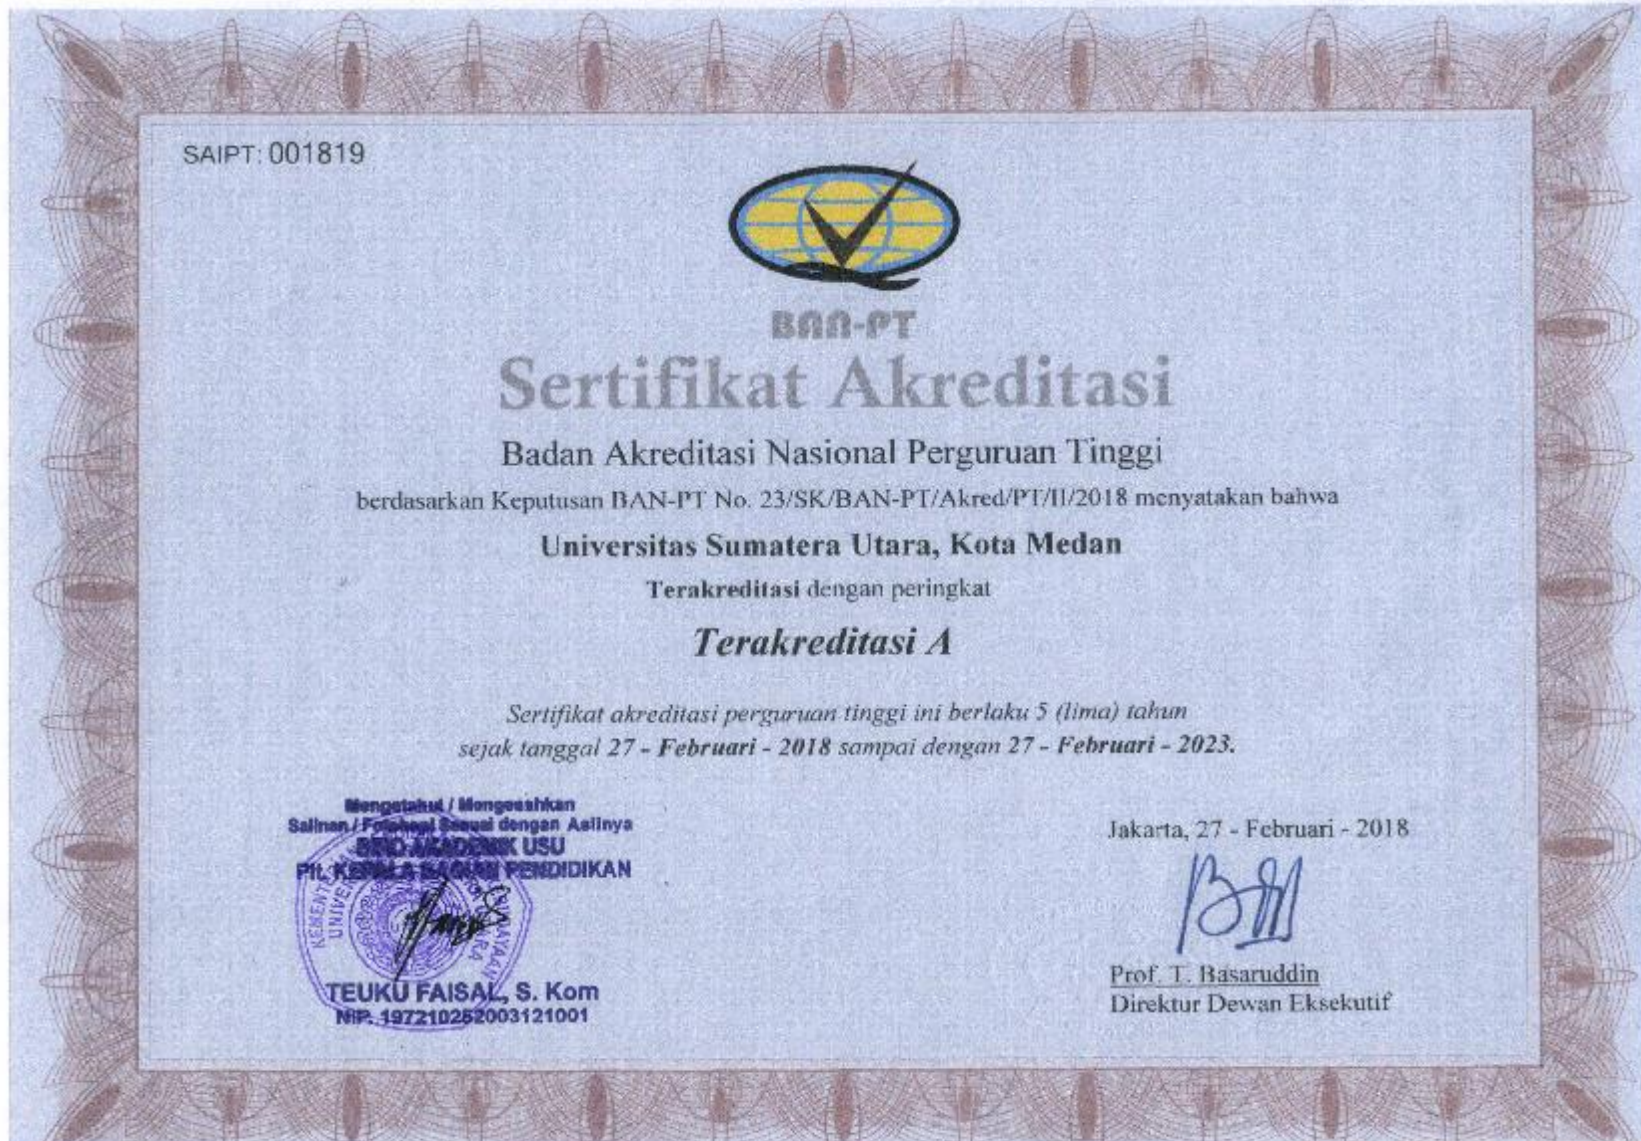 SAIPT: 001819
BAN-PT
Sertifikat Akreditasi
Badan Akreditasi Nasional Perguruan Tinggi
berdasarkan Keputusan BAN-PT No. 23/SK/BAN-PT/Akred/PT/II/2018 menyatakan bahwa
Universitas Sumatera Utara, Kota Medan
Terakreditasi dengan peringkat
Terakreditasi A
Sertifikat akreditasi perguruan tinggi ini berlaku 5 (lima) tahun
sejak tanggal 27 - Februari - 2018 sampai dengan 27 - Februari - 2023.
Mengetahui / Mengesahkan
Salinan / Fotokopi Sesuai dengan Aslinya
BIRO AKADEMIK USU
Plt. KEPALA BAGIAN PENDIDIKAN
TEUKU FAISAL, S. Kom
NIP. 197210252003121001
Jakarta, 27 - Februari - 2018
Prof. T. Basaruddin
Direktur Dewan Eksekutif